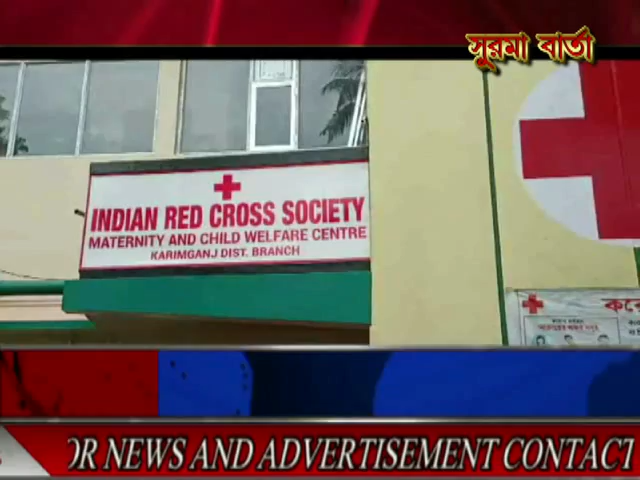 সুরমা বার্তা
INDIAN RED CROSS SOCIETY
MATERNITY AND CHILD WELFARE CENTRE
KARIMGANJ DIST. BRANCH
OR NEWS AND ADVERTISEMENT CONTACT